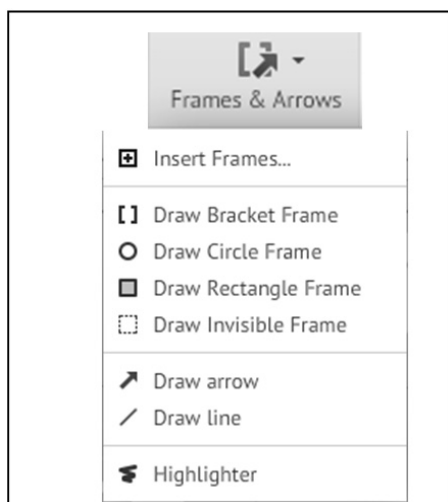 Frames & Arrows
Insert Frames...
Draw Bracket Frame
Draw Circle Frame
Draw Rectangle Frame
Draw Invisible Frame
Draw arrow
Draw line
Highlighter